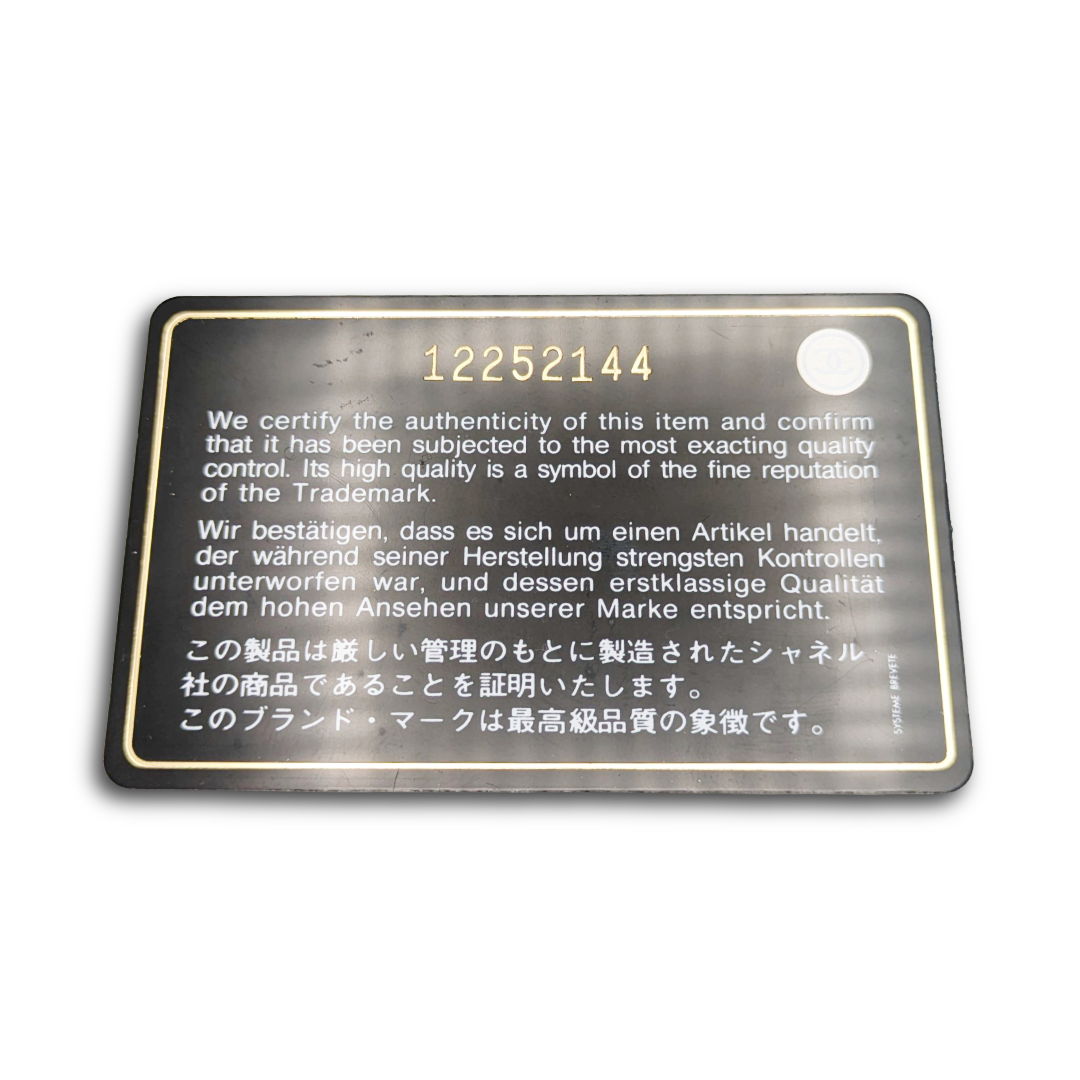 12252144
We certify the authenticity of this item and confirm
that it has been subjected to the most exacting quality
control. Its high quality is a symbol of the fine reputation
of the Trademark.
Wir bestätigen, dass es sich um einen Artikel handelt,
der während seiner Herstellung strengsten Kontrollen
unterworfen war, und dessen erstklassige Qualität
dem hohen Ansehen unserer Marke entspricht.
この製品は厳しい管理のもとに製造されたシャネル
社の商品であることを証明いたします。
このブランド・マークは最高級品質の象徴です。
SYSTEME BREVETE